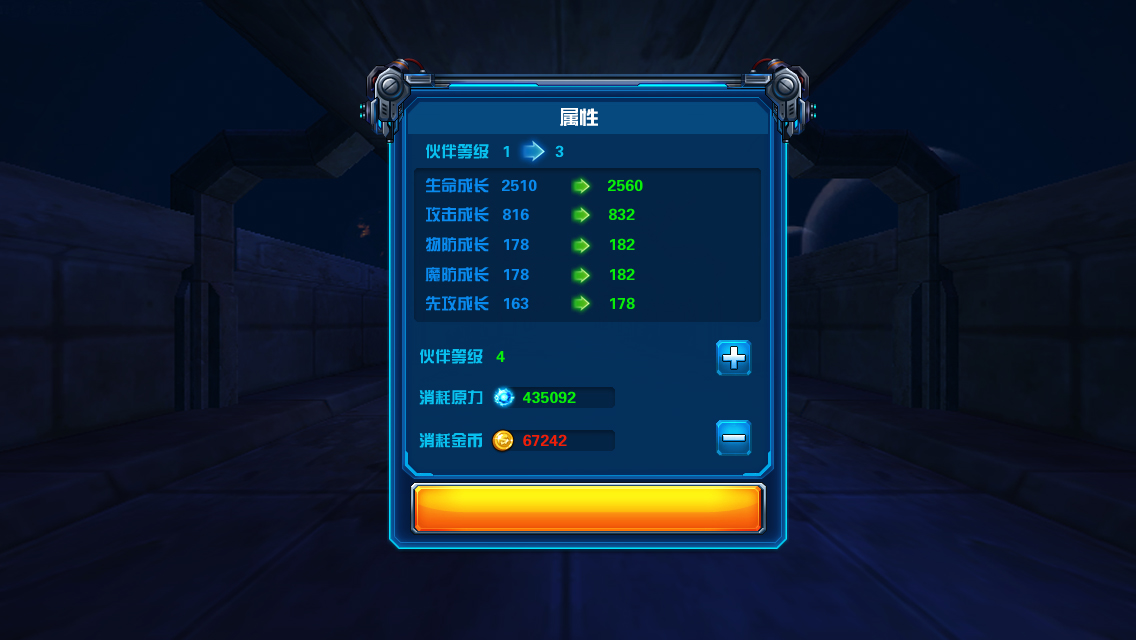 属性
伙伴等级 1 3
生命成长 2510 2560
攻击成长 816 832
物防成长 178 182
魔防成长 178 182
先攻成长 163 178
伙伴等级 4
消耗原力 435092
消耗金币 67242